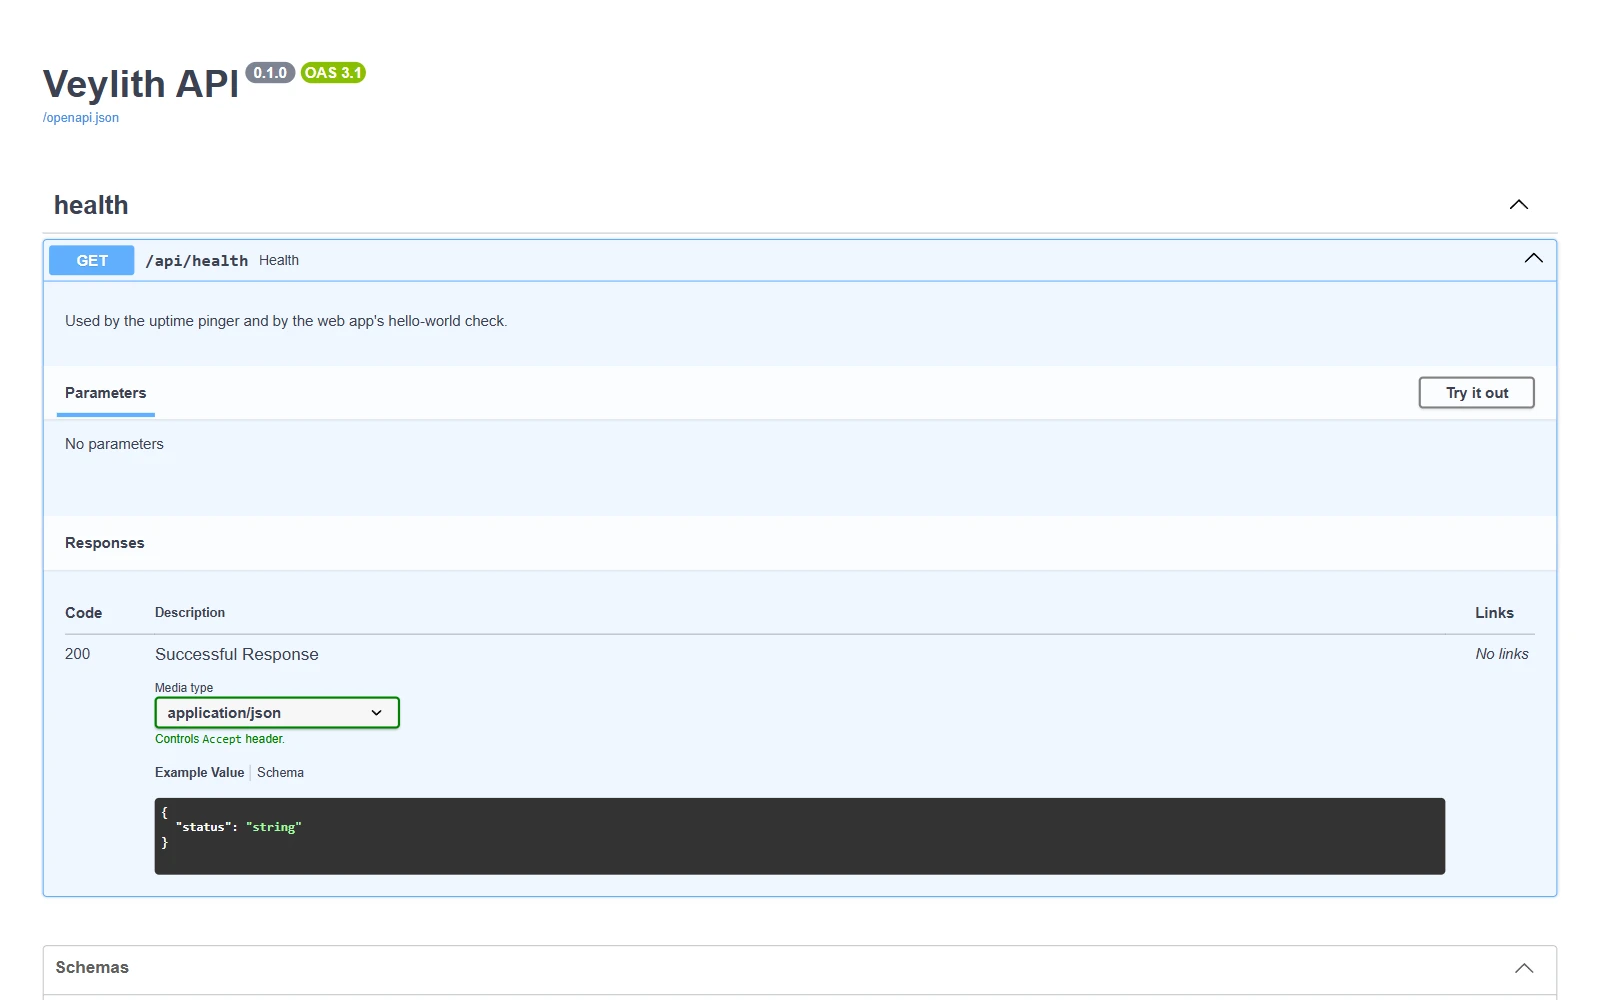 Veylith API 0.1.0 OAS 3.1
/openapi.json
health
GET /api/health Health
Used by the uptime pinger and by the web app's hello-world check.
Parameters Try it out
No parameters
Responses
Code Description Links
200 Successful Response No links
Media type
application/json
Controls Accept header.
Example Value Schema
{
  "status": "string"
}
Schemas